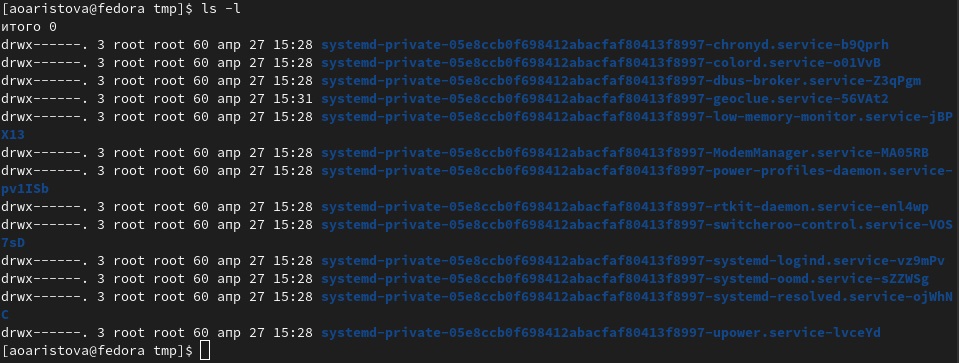 [aoaristova@fedora tmp]$ ls -l
итого 0
drwx------. 3 root root 60 апр 27 15:28 systemd-private-05e8ccb0f698412abacfaf80413f8997-chronyd.service-b9Qprh
drwx------. 3 root root 60 апр 27 15:28 systemd-private-05e8ccb0f698412abacfaf80413f8997-colord.service-o01VvB
drwx------. 3 root root 60 апр 27 15:28 systemd-private-05e8ccb0f698412abacfaf80413f8997-dbus-broker.service-Z3qPgm
drwx------. 3 root root 60 апр 27 15:31 systemd-private-05e8ccb0f698412abacfaf80413f8997-geoclue.service-56VAt2
drwx------. 3 root root 60 апр 27 15:28 systemd-private-05e8ccb0f698412abacfaf80413f8997-low-memory-monitor.service-jBP
X13
drwx------. 3 root root 60 апр 27 15:28 systemd-private-05e8ccb0f698412abacfaf80413f8997-ModemManager.service-MA05RB
drwx------. 3 root root 60 апр 27 15:28 systemd-private-05e8ccb0f698412abacfaf80413f8997-power-profiles-daemon.service-
pv1ISb
drwx------. 3 root root 60 апр 27 15:28 systemd-private-05e8ccb0f698412abacfaf80413f8997-rtkit-daemon.service-enl4wp
drwx------. 3 root root 60 апр 27 15:28 systemd-private-05e8ccb0f698412abacfaf80413f8997-switcheroo-control.service-VOS
7sD
drwx------. 3 root root 60 апр 27 15:28 systemd-private-05e8ccb0f698412abacfaf80413f8997-systemd-logind.service-vz9mPv
drwx------. 3 root root 60 апр 27 15:28 systemd-private-05e8ccb0f698412abacfaf80413f8997-systemd-oomd.service-sZZWSg
drwx------. 3 root root 60 апр 27 15:28 systemd-private-05e8ccb0f698412abacfaf80413f8997-systemd-resolved.service-ojWhN
C
drwx------. 3 root root 60 апр 27 15:28 systemd-private-05e8ccb0f698412abacfaf80413f8997-upower.service-lvceYd
[aoaristova@fedora tmp]$